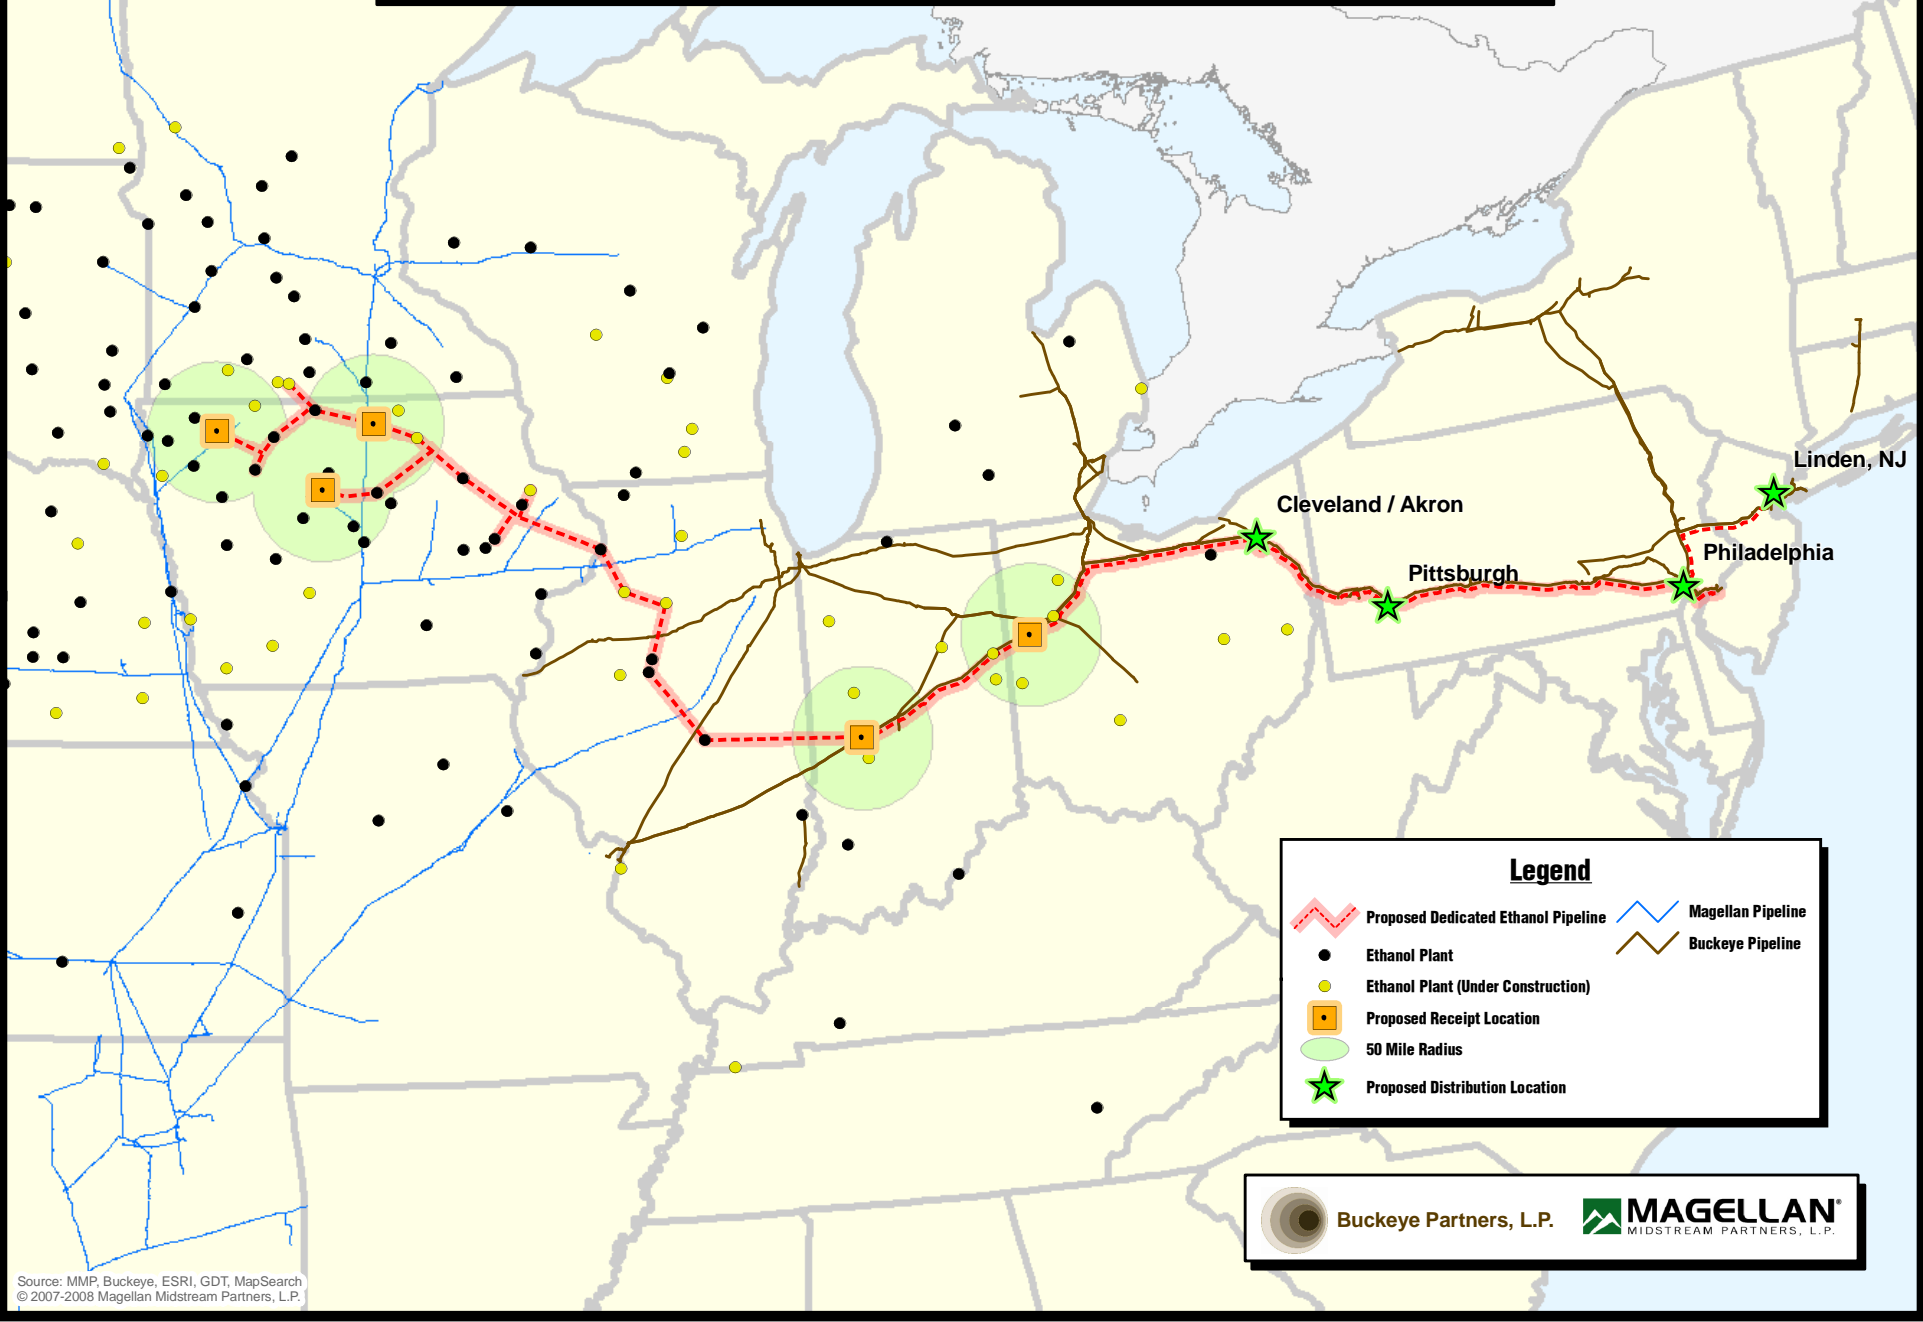 Linden, NJ
Cleveland / Akron
Philadelphia
Pittsburgh
Legend
Proposed Dedicated Ethanol Pipeline
Magellan Pipeline
Buckeye Pipeline
Ethanol Plant
Ethanol Plant (Under Construction)
Proposed Receipt Location
50 Mile Radius
Proposed Distribution Location
Buckeye Partners, L.P.
MAGELLAN®
MIDSTREAM PARTNERS, L.P.
Source: MMP, Buckeye, ESRI, GDT, MapSearch
© 2007-2008 Magellan Midstream Partners, L.P.